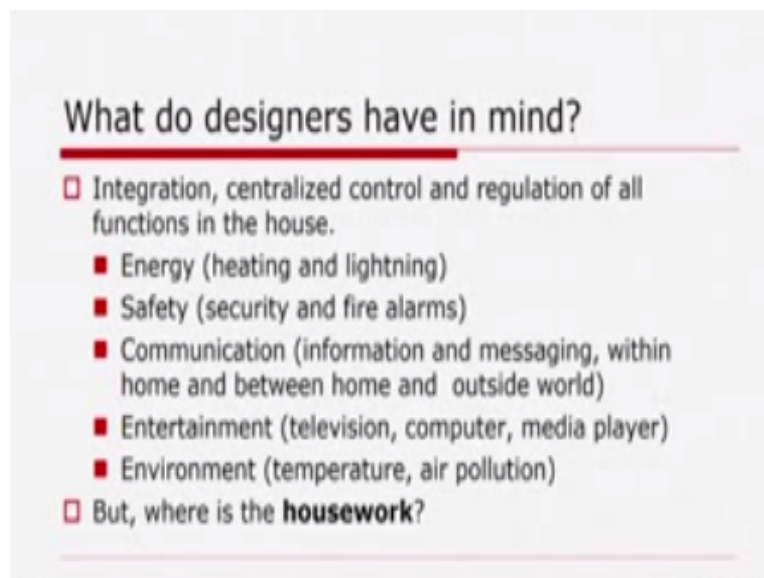 What do designers have in mind?
Integration, centralized control and regulation of all
functions in the house.
Energy (heating and lightning)
Safety (security and fire alarms)
Communication (information and messaging, within
home and between home and outside world)
Entertainment (television, computer, media player)
Environment (temperature, air pollution)
But, where is the housework?